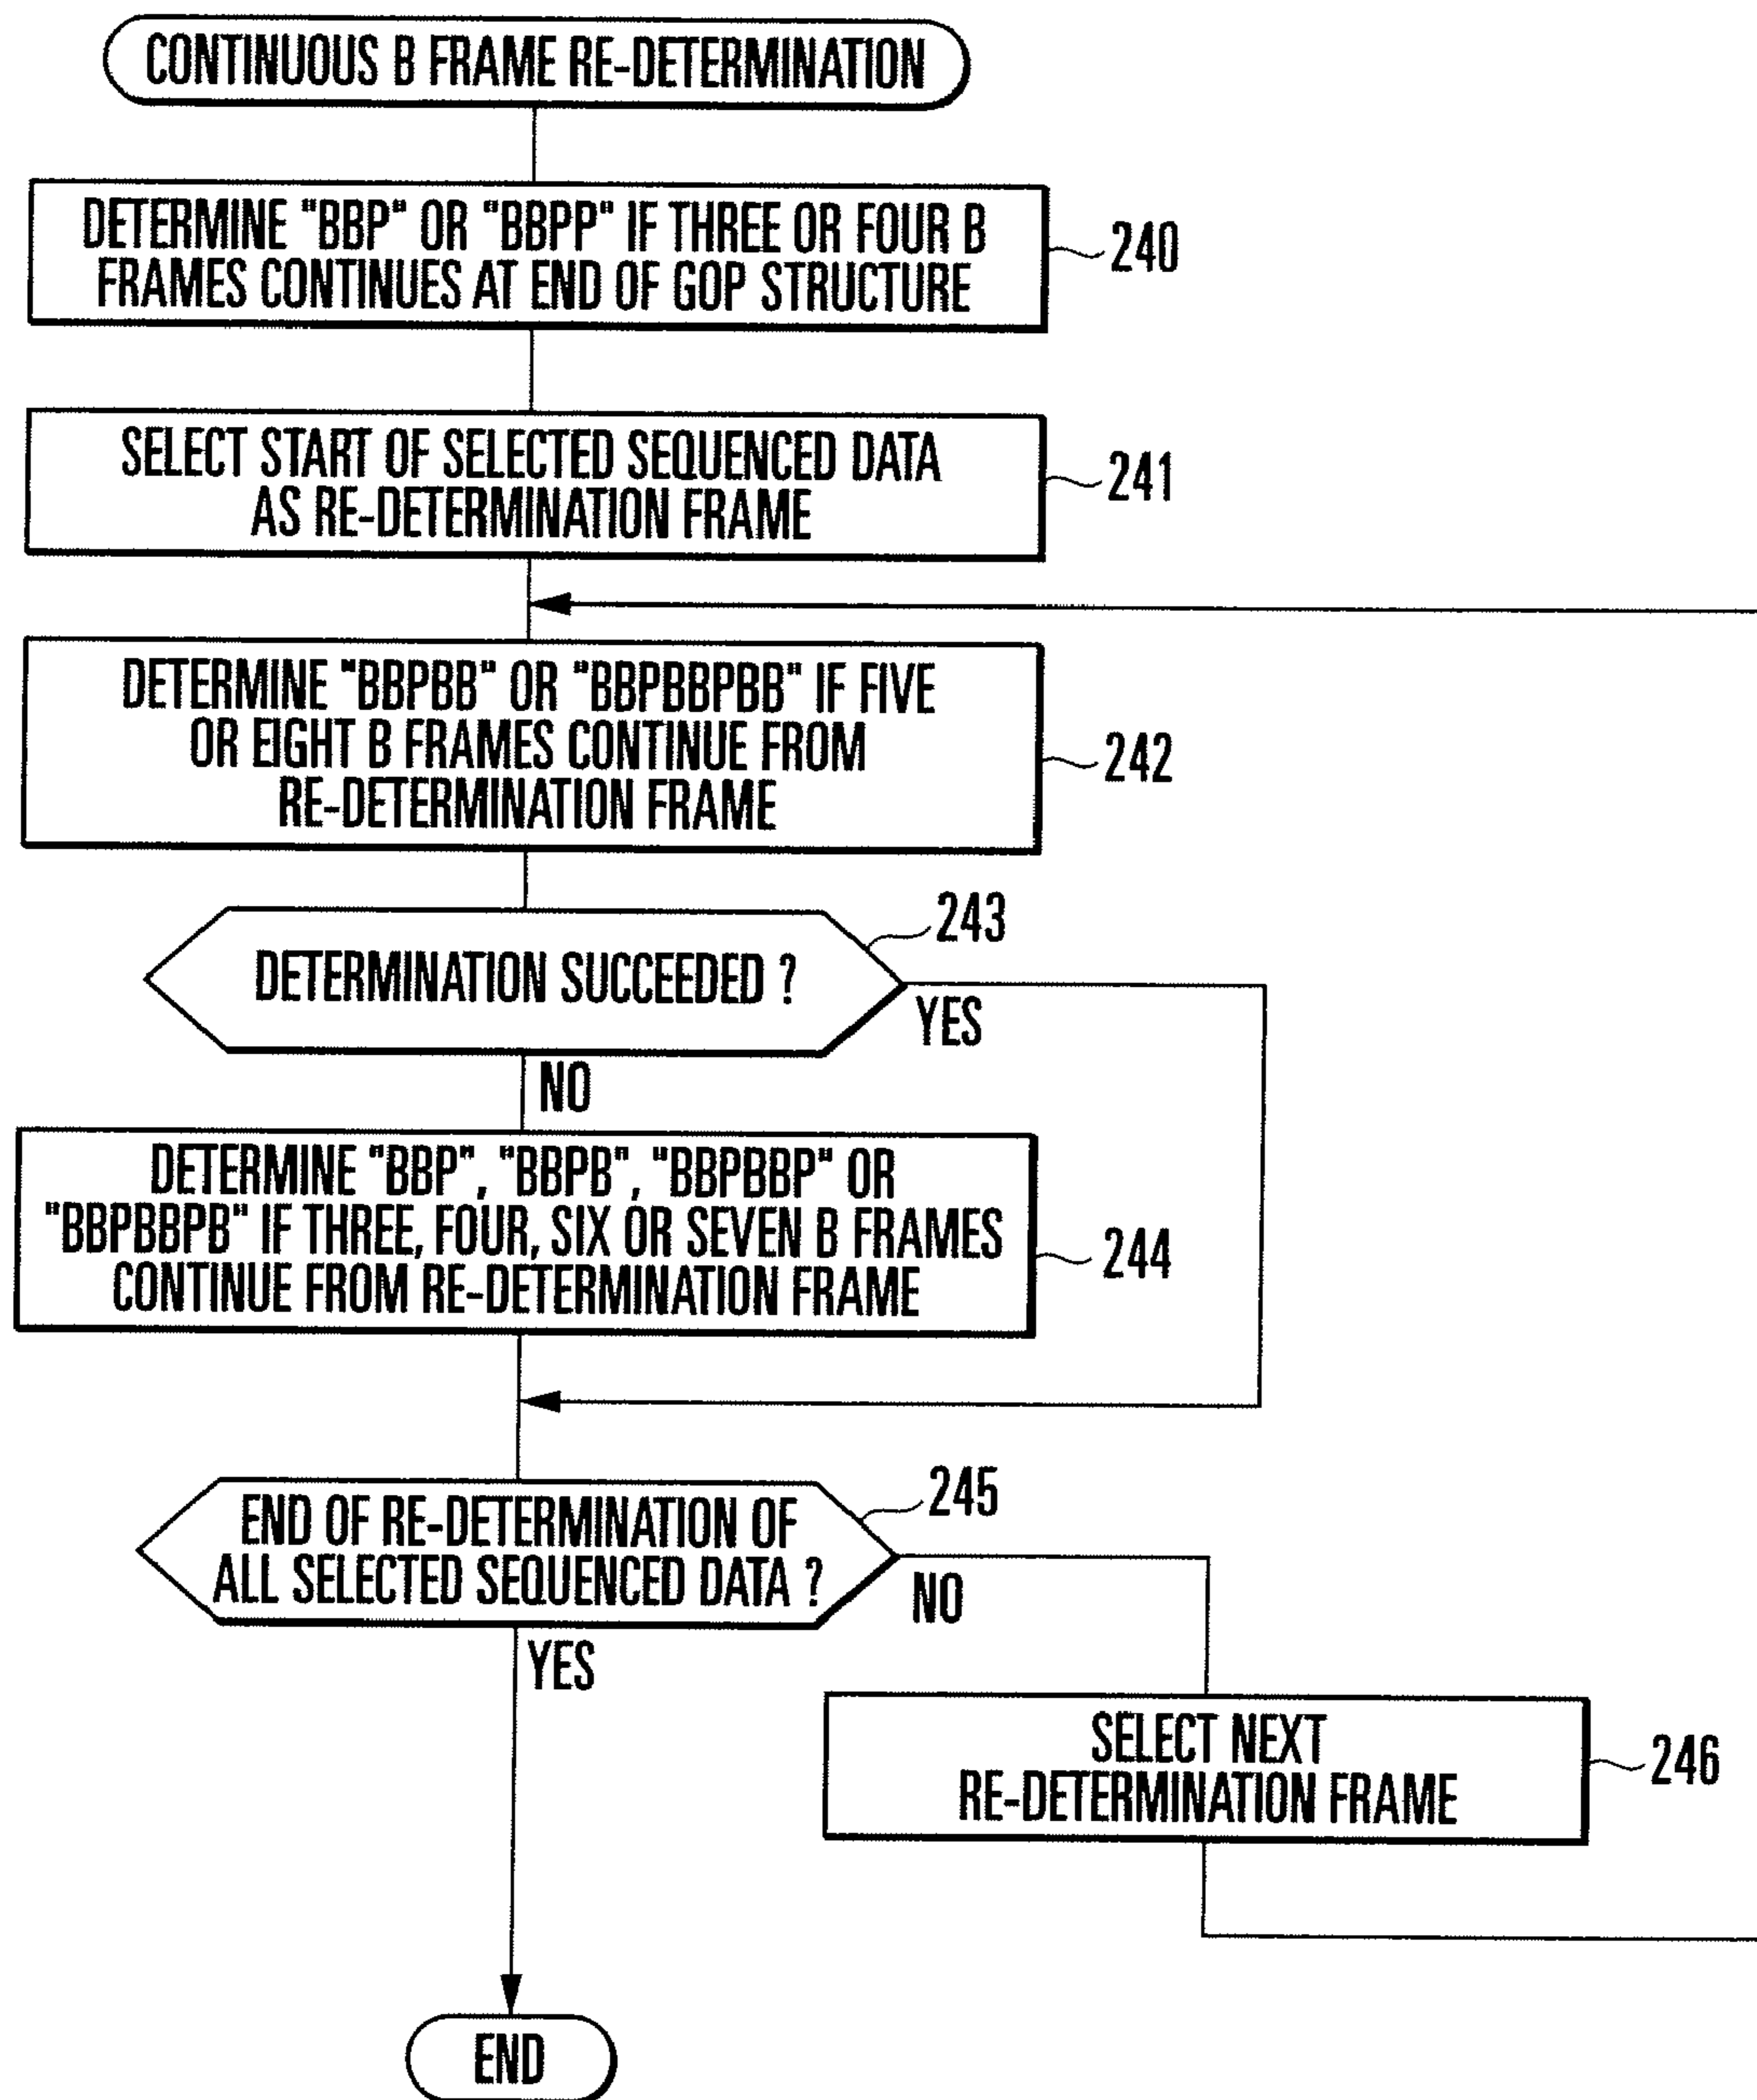 CONTINUOUS B FRAME RE-DETERMINATION
DETERMINE "BBP" OR "BBPP" IF THREE OR FOUR B
FRAMES CONTINUES AT END OF GOP STRUCTURE
240
SELECT START OF SELECTED SEQUENCED DATA
AS RE-DETERMINATION FRAME
241
DETERMINE "BBPBB" OR "BBPBBPBB" IF FIVE
OR EIGHT B FRAMES CONTINUE FROM
RE-DETERMINATION FRAME
242
243
DETERMINATION SUCCEEDED ?
YES
NO
DETERMINE "BBP", "BBPB", "BBPBBP" OR
"BBPBBPB" IF THREE, FOUR, SIX OR SEVEN B FRAMES
CONTINUE FROM RE-DETERMINATION FRAME
244
245
END OF RE-DETERMINATION OF
ALL SELECTED SEQUENCED DATA ?
NO
YES
SELECT NEXT
RE-DETERMINATION FRAME
246
END